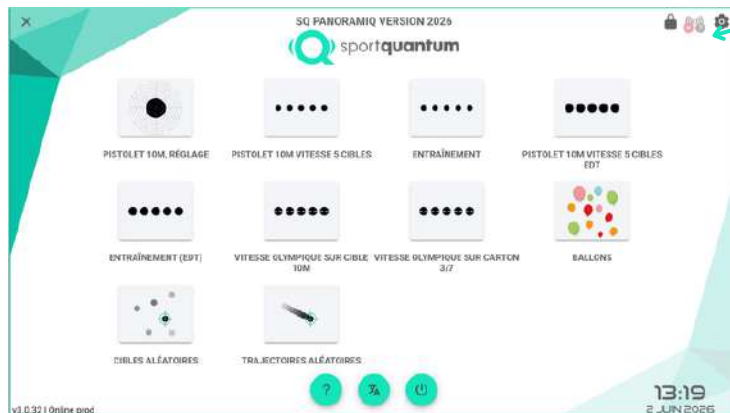 SQ PANORAMIQ VERSION 2026
sportquantum
PISTOLET 10M, RÉGLAGE
PISTOLET 10M VITESSE 5 CIBLES
ENTRAÎNEMENT
PISTOLET 10M VITESSE 5 CIBLES
EDT
ENTRAÎNEMENT (EDT)
VITESSE OLYMPIQUE SUR CIBLE
10M
VITESSE OLYMPIQUE SUR CARTON
3/7
BALLONS
CIBLES ALÉATOIRES
TRAJECTOIRES ALÉATOIRES
?
13:19
2 JUN 2026
v3.0.32 | Online prod